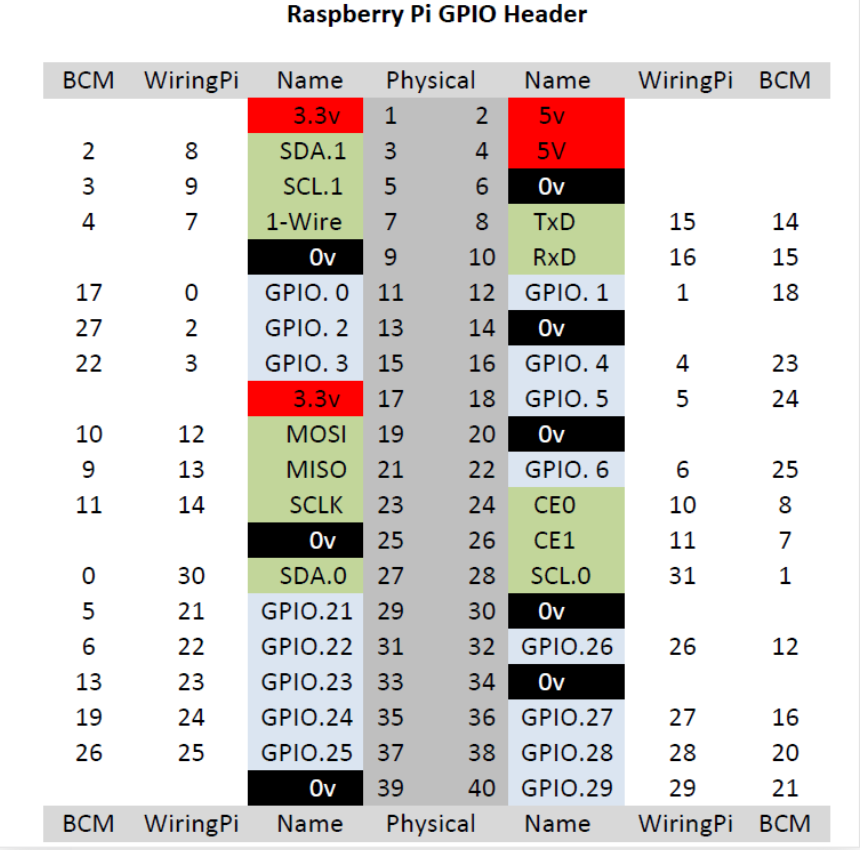 Raspberry Pi GPIO Header
BCM WiringPi Name Physical Name WiringPi BCM
3.3v 1 2 5v
2 8 SDA.1 3 4 5V
3 9 SCL.1 5 6 0v
4 7 1-Wire 7 8 TxD 15 14
0v 9 10 RxD 16 15
17 0 GPIO. 0 11 12 GPIO. 1 1 18
27 2 GPIO. 2 13 14 0v
22 3 GPIO. 3 15 16 GPIO. 4 4 23
3.3v 17 18 GPIO. 5 5 24
10 12 MOSI 19 20 0v
9 13 MISO 21 22 GPIO. 6 6 25
11 14 SCLK 23 24 CE0 10 8
0v 25 26 CE1 11 7
0 30 SDA.0 27 28 SCL.0 31 1
5 21 GPIO.21 29 30 0v
6 22 GPIO.22 31 32 GPIO.26 26 12
13 23 GPIO.23 33 34 0v
19 24 GPIO.24 35 36 GPIO.27 27 16
26 25 GPIO.25 37 38 GPIO.28 28 20
0v 39 40 GPIO.29 29 21
BCM WiringPi Name Physical Name WiringPi BCM